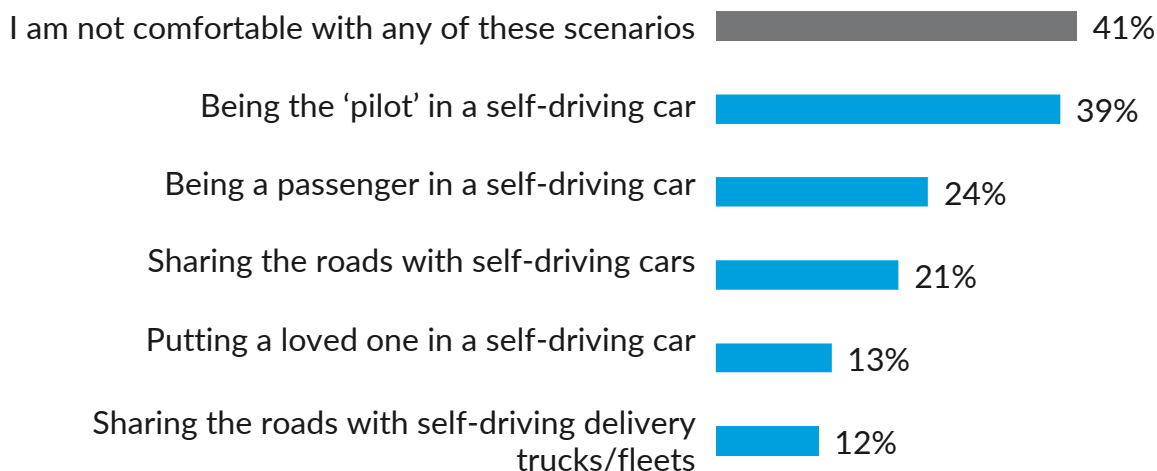 I am not comfortable with any of these scenarios 41%
Being the ‘pilot’ in a self-driving car 39%
Being a passenger in a self-driving car 24%
Sharing the roads with self-driving cars 21%
Putting a loved one in a self-driving car 13%
Sharing the roads with self-driving delivery
trucks/fleets 12%